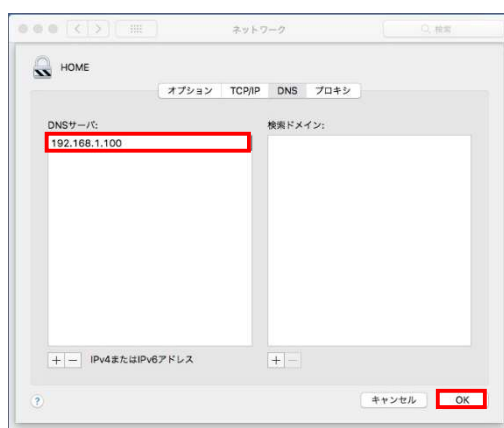 ネットワーク
検索
HOME
オプション TCP/IP DNS プロキシ
DNSサーバ:
192.168.1.100
検索ドメイン:
+ − IPv4またはIPv6アドレス
+ −
? キャンセル OK